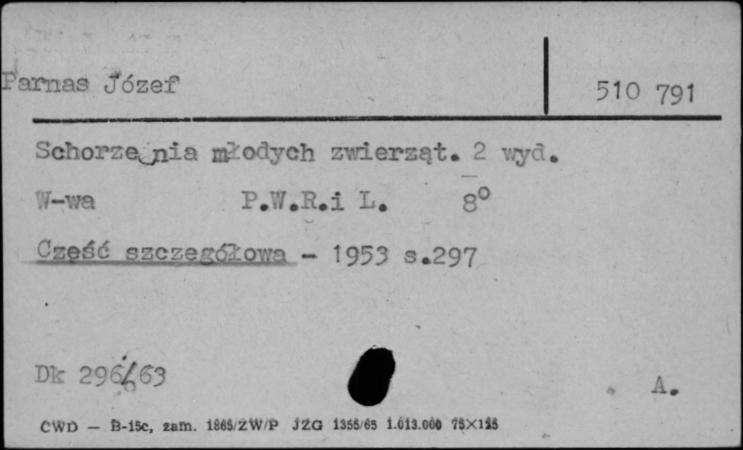 Parnas Józef
510 791
Schorzenia młodych zwierząt. 2 wyd.
W-wa P.W.R.i L. 8°
Część szczegółowa - 1953 s.297
Dk 296/63
A.
CWD — B-15c, zam. 1865/ZW/P JZG 1355/65 1.013.000 75×125